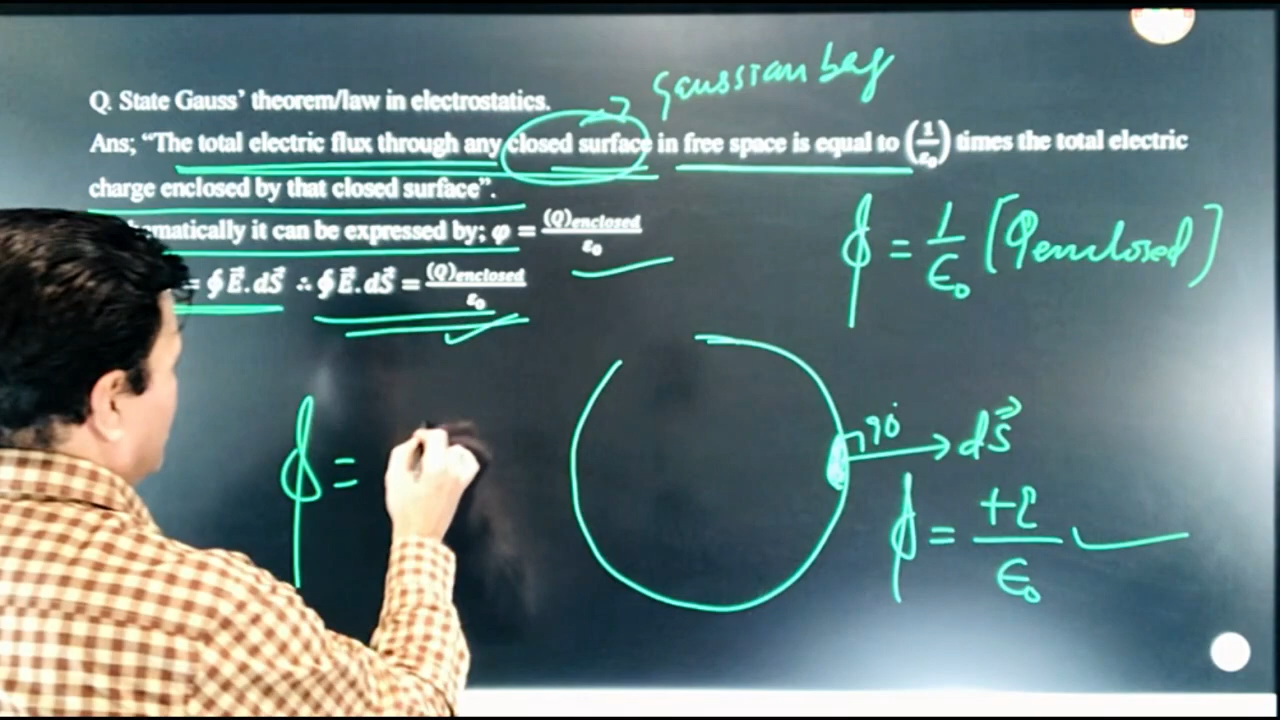 Gaussian bag
Q. State Gauss' theorem/law in electrostatics.
Ans; “The total electric flux through any closed surface in free space is equal to (1/ε₀) times the total electric
charge enclosed by that closed surface”.
ematically it can be expressed by; φ = (Q)enclosed/ε₀
= ∮E⃗.dS⃗ ∴ ∮E⃗.dS⃗ = (Q)enclosed/ε₀
ϕ = 1/ε₀ [Qenclosed]
90°
dS⃗
ϕ =
ϕ = +q/ε₀